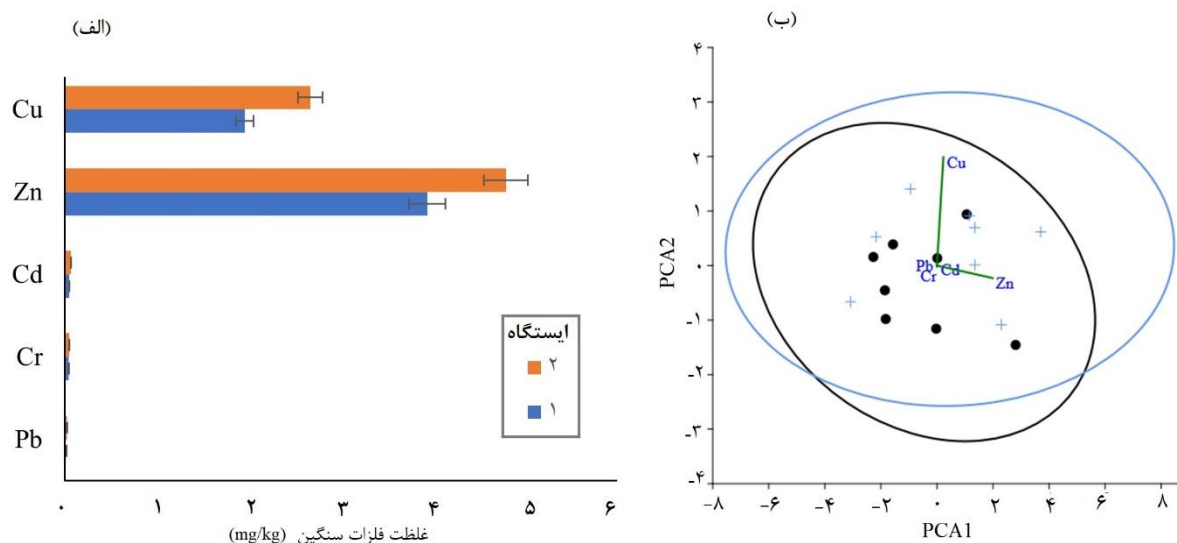 (الف)
Cu
Zn
Cd
Cr
Pb
ایستگاه
۲
۱
۰ ۱ ۲ ۳ ۴ ۵ ۶
غلظت فلزات سنگین (mg/kg)
(ب)
۴
۳
۲
۱
۰
-۱
-۲
-۳
-۴
PCA2
Cu
Pb
Cd
Cr
Zn
-۸ -۶ -۴ -۲ ۰ ۲ ۴ ۶ ۸
PCA1